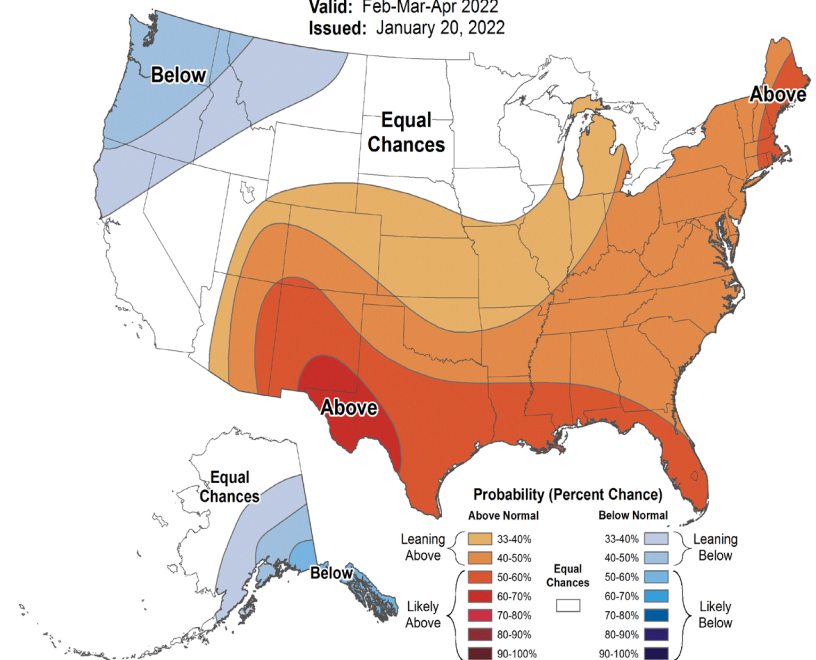 Valid: Feb-Mar-Apr 2022
Issued: January 20, 2022
Below
Equal
Chances
Above
Above
Equal
Chances
Below
Probability (Percent Chance)
Above Normal
Below Normal
Leaning
Above
33-40%
40-50%
50-60%
60-70%
70-80%
80-90%
90-100%
Likely
Above
Equal
Chances
33-40%
40-50%
50-60%
60-70%
70-80%
80-90%
90-100%
Leaning
Below
Likely
Below